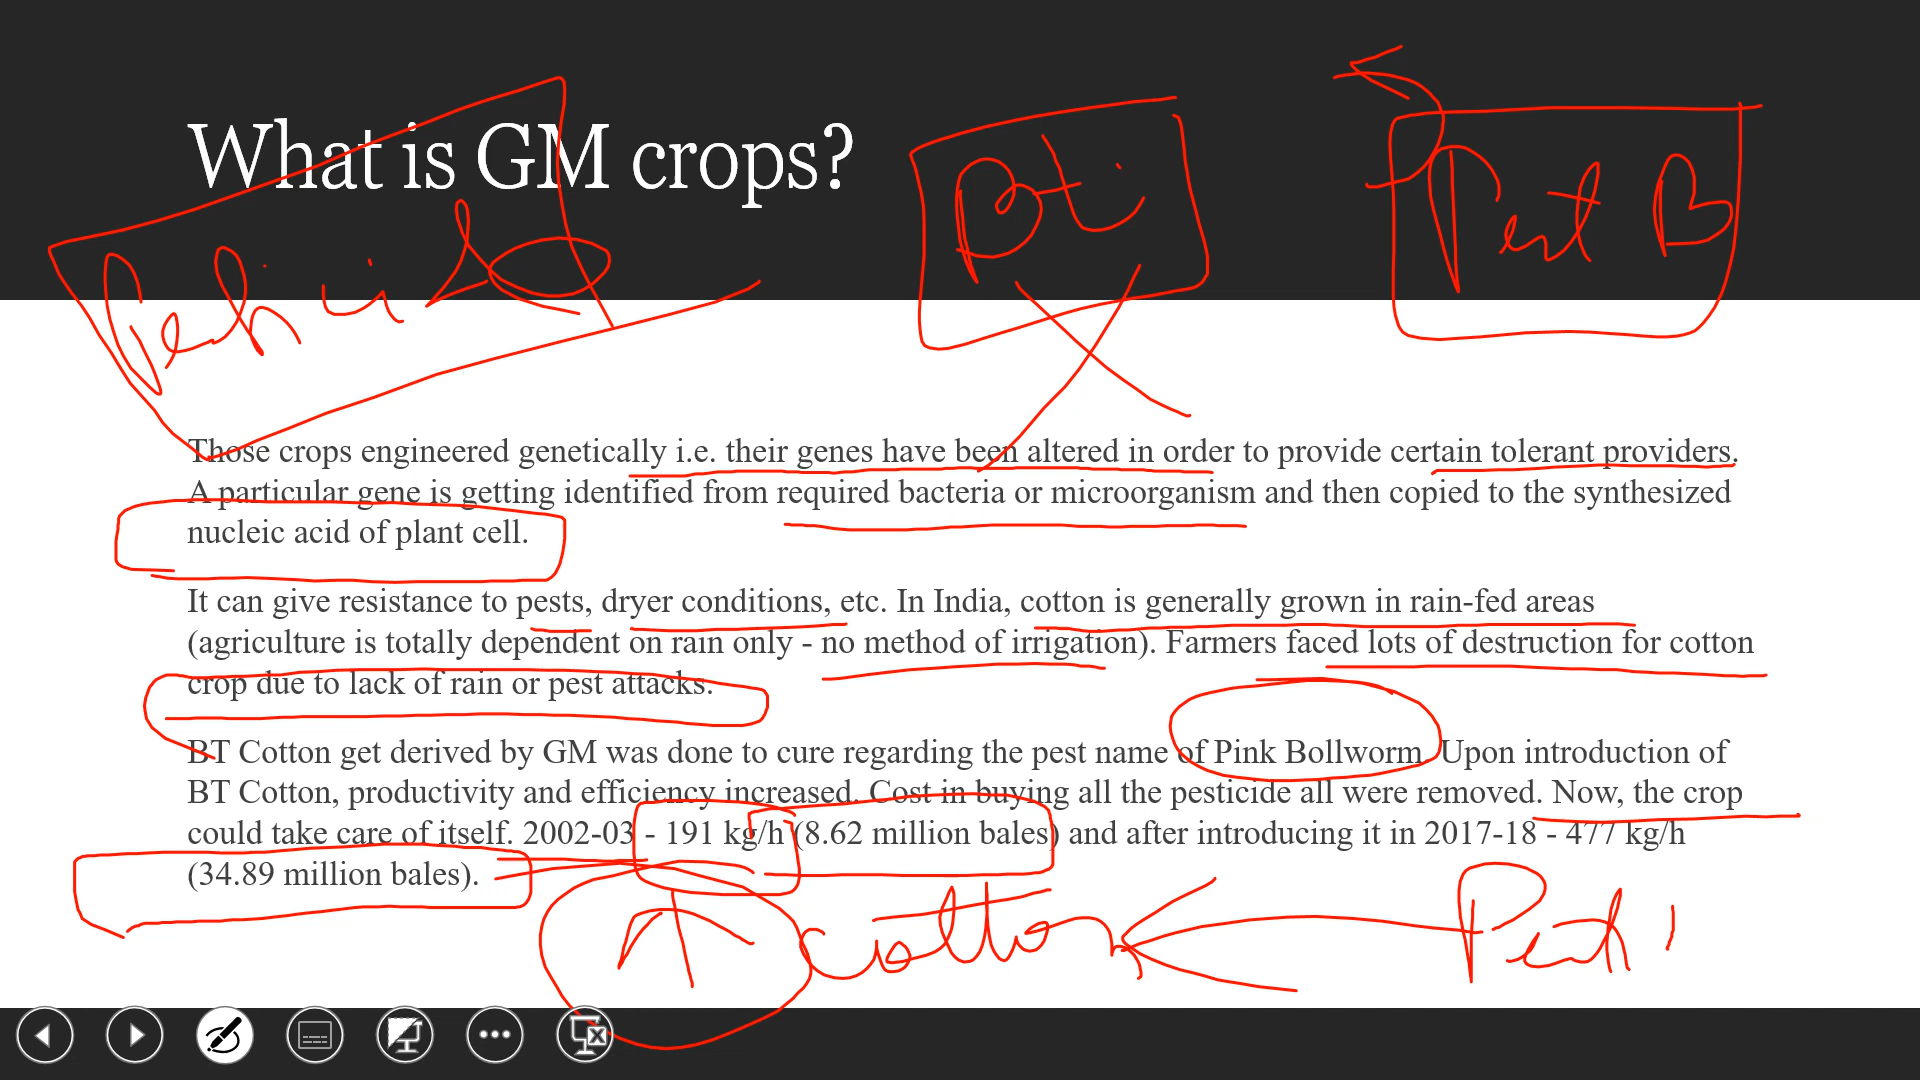 What is GM crops?
Bt
Pest B
Those crops engineered genetically i.e. their genes have been altered in order to provide certain tolerant providers.
A particular gene is getting identified from required bacteria or microorganism and then copied to the synthesized
nucleic acid of plant cell.
It can give resistance to pests, dryer conditions, etc. In India, cotton is generally grown in rain-fed areas
(agriculture is totally dependent on rain only - no method of irrigation). Farmers faced lots of destruction for cotton
crop due to lack of rain or pest attacks.
BT Cotton get derived by GM was done to cure regarding the pest name of Pink Bollworm. Upon introduction of
BT Cotton, productivity and efficiency increased. Cost in buying all the pesticide all were removed. Now, the crop
could take care of itself. 2002-03 - 191 kg/h (8.62 million bales) and after introducing it in 2017-18 - 477 kg/h
(34.89 million bales).
cotton